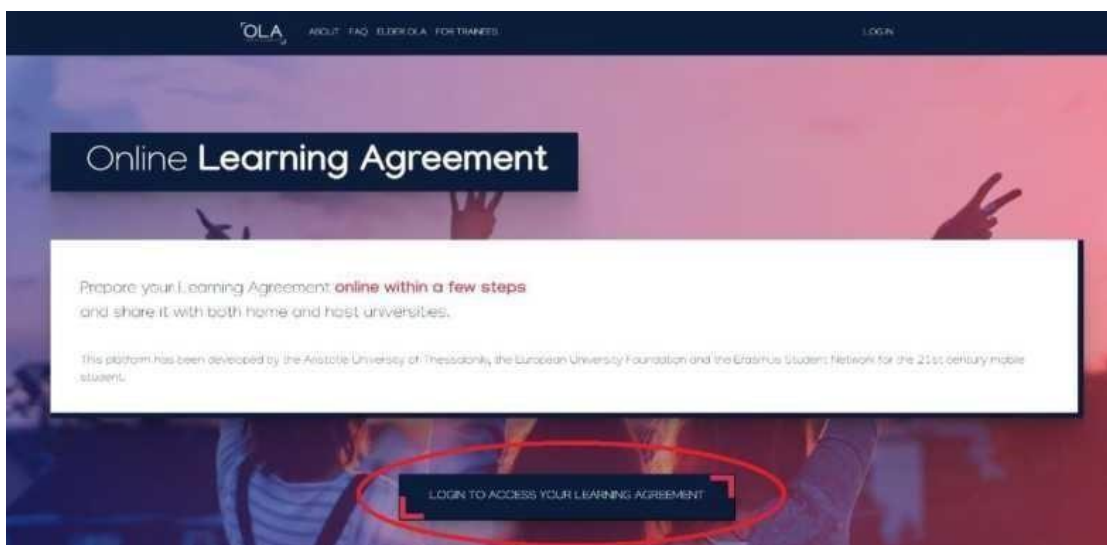 OLA ABOUT FAQ ELDER OLA FOR TRAINEES LOGIN
Online Learning Agreement
Prepare your Learning Agreement online within a few steps
and share it with both home and host universities.
This platform has been developed by the Aristotle University of Thessaloniki, the European University Foundation and the Erasmus Student Network for the 21st century mobile
student.
LOGIN TO ACCESS YOUR LEARNING AGREEMENT